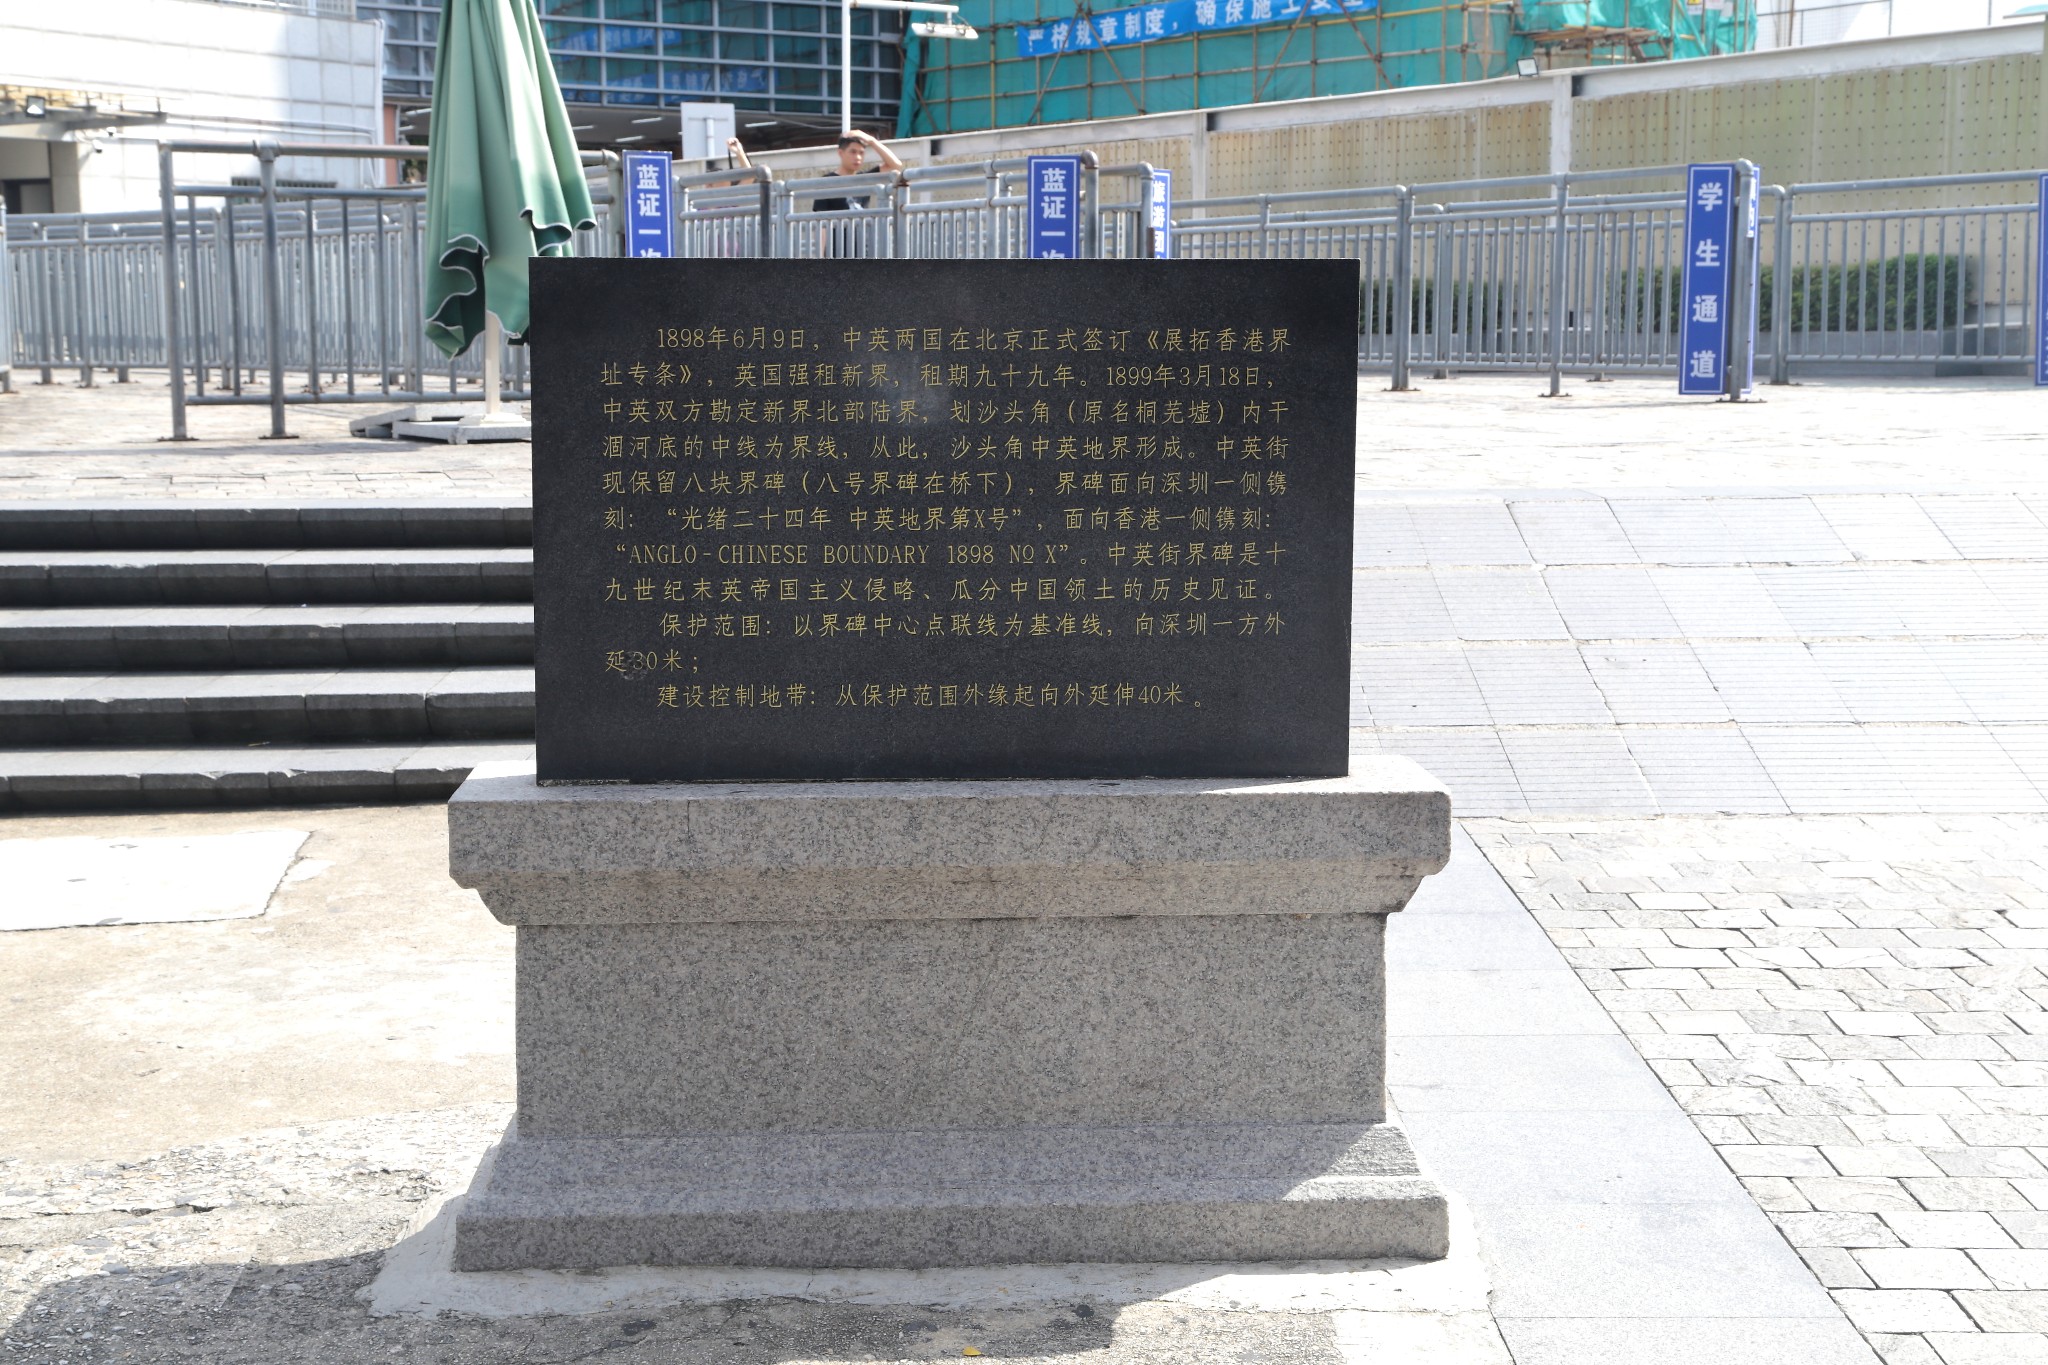 严格规章制度，确保施工安全
蓝证一次
蓝证一次
旅游团
学生通道
1898年6月9日，中英两国在北京正式签订《展拓香港界
址专条》，英国强租新界，租期九十九年。1899年3月18日，
中英双方勘定新界北部陆界，划沙头角（原名桐芜墟）内干
涸河底的中线为界线，从此，沙头角中英地界形成。中英街
现保留八块界碑（八号界碑在桥下），界碑面向深圳一侧镌
刻：“光绪二十四年 中英地界第X号”，面向香港一侧镌刻：
“ANGLO-CHINESE BOUNDARY 1898 NO X”。中英街界碑是十
九世纪末英帝国主义侵略、瓜分中国领土的历史见证。
保护范围：以界碑中心点联线为基准线，向深圳一方外
延30米；
建设控制地带：从保护范围外缘起向外延伸40米。